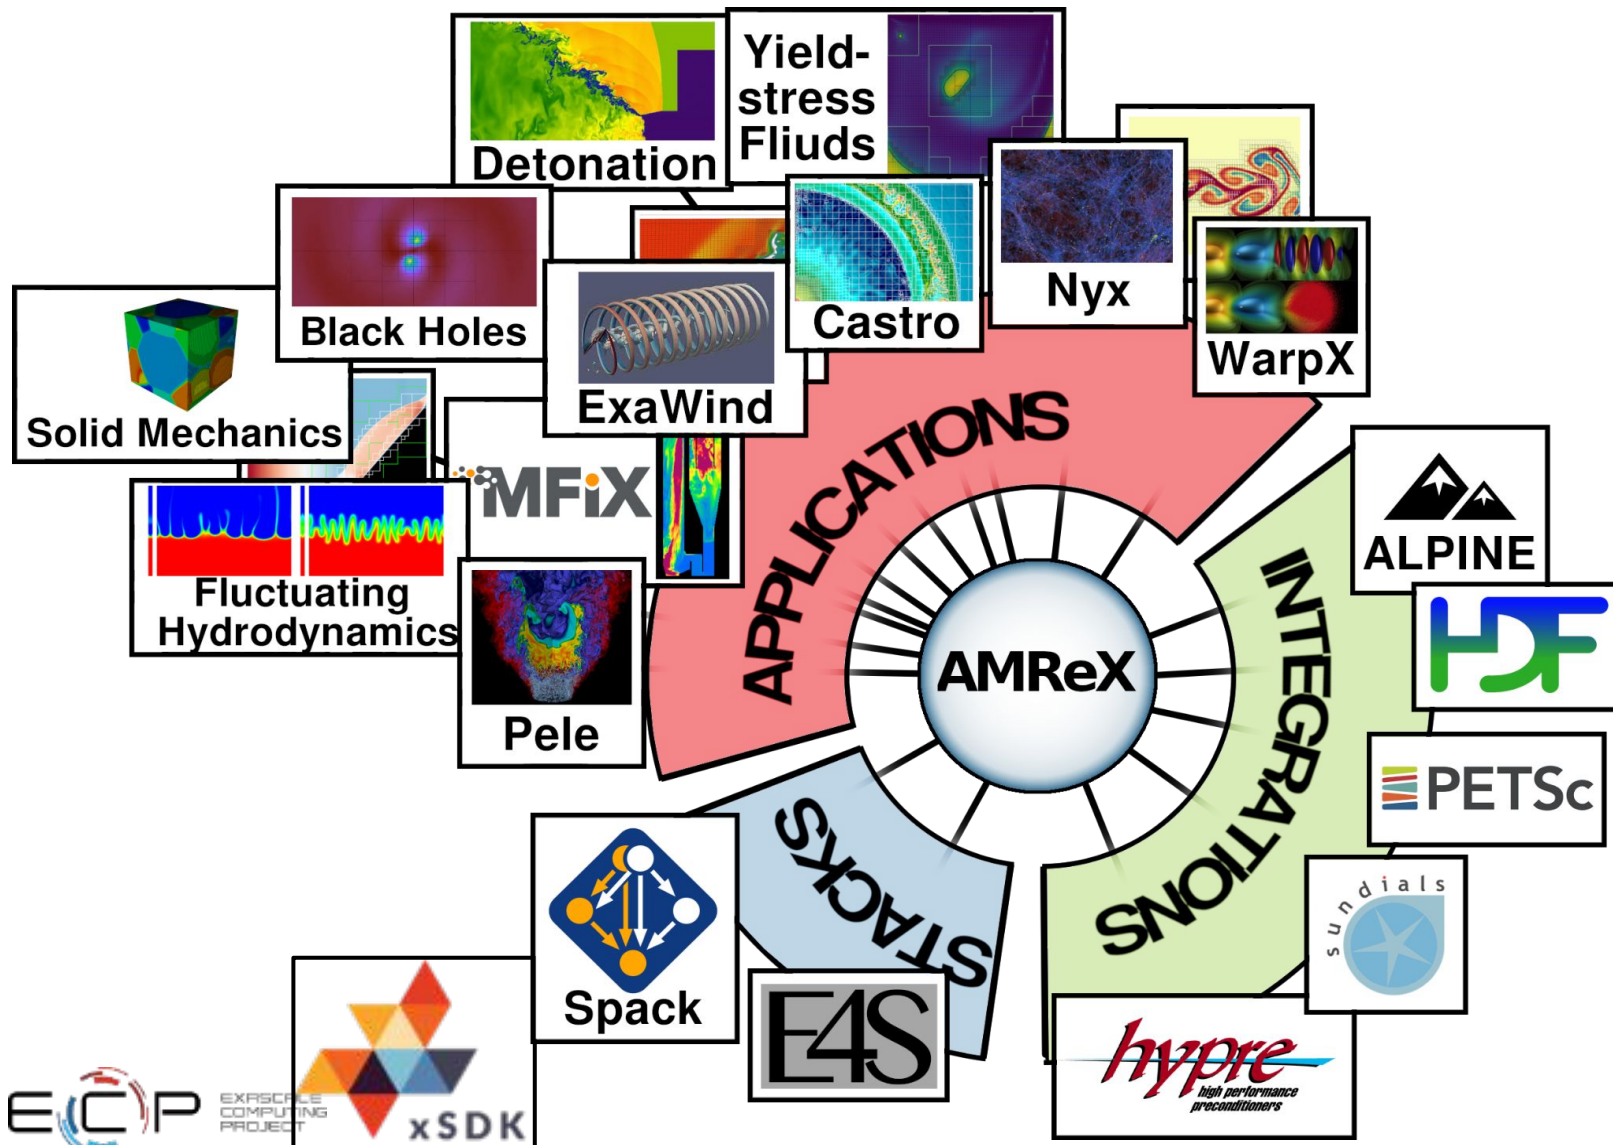 Detonation
Yield-
stress
Fliuds
Black Holes
Nyx
Castro
WarpX
Solid Mechanics
ExaWind
MFiX
Fluctuating
Hydrodynamics
Pele
APPLICATIONS
AMReX
INTEGRATIONS
STACKS
ALPINE
HDF
PETSc
sundials
hypre
high performance
preconditioners
Spack
E4S
xSDK
ECP
EXASCALE
COMPUTING
PROJECT